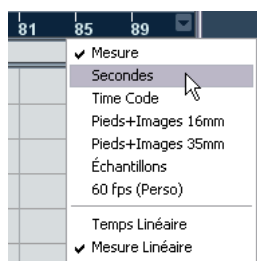 81 85 89
Mesure
Secondes
Time Code
Pieds+Images 16mm
Pieds+Images 35mm
Échantillons
60 fps (Perso)
Temps Linéaire
Mesure Linéaire